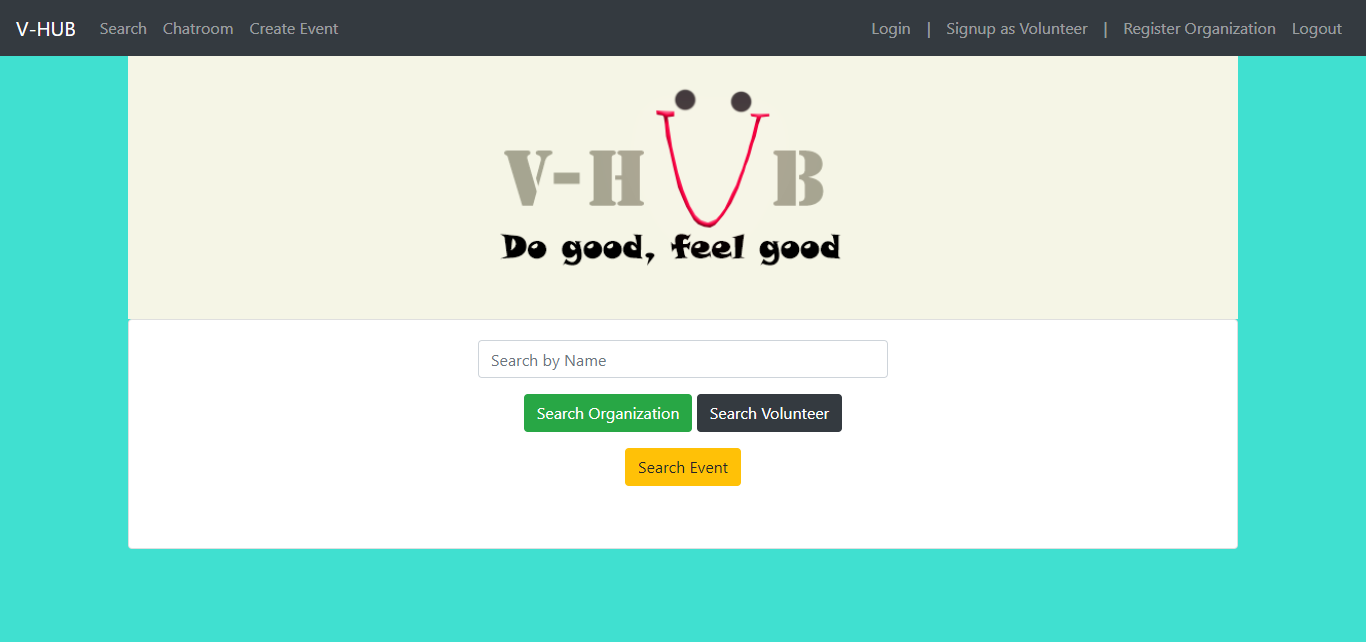 V-HUB Search Chatroom Create Event Login | Signup as Volunteer | Register Organization Logout
V-HUB
Do good, feel good
Search by Name
Search Organization Search Volunteer
Search Event